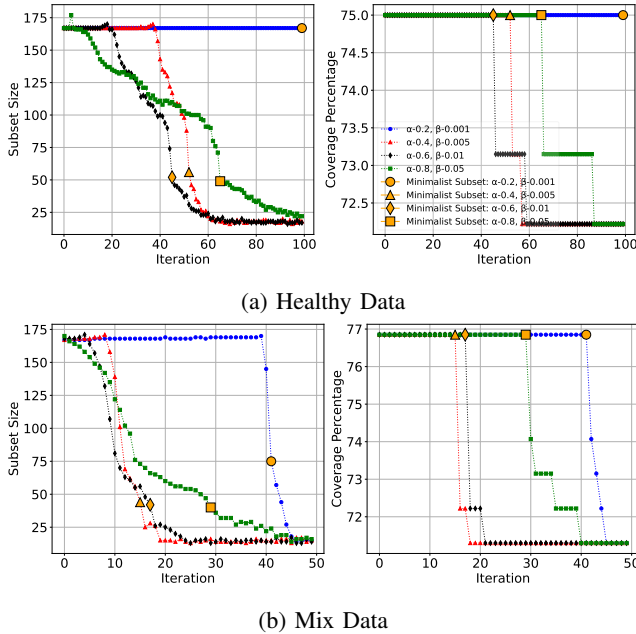 175
150
125
100
75
50
25
Subset Size
0
20
40
60
80
100
Iteration
75.0
74.5
74.0
73.5
73.0
72.5
Coverage Percentage
α-0.2, β-0.001
α-0.4, β-0.005
α-0.6, β-0.01
α-0.8, β-0.05
Minimalist Subset: α-0.2, β-0.001
Minimalist Subset: α-0.4, β-0.005
Minimalist Subset: α-0.6, β-0.01
Minimalist Subset: α-0.8, β-0.05
0
20
40
60
80
100
Iteration
(a) Healthy Data
175
150
125
100
75
50
25
Subset Size
0
10
20
30
40
50
Iteration
77
76
75
74
73
72
Coverage Percentage
0
10
20
30
40
50
Iteration
(b) Mix Data